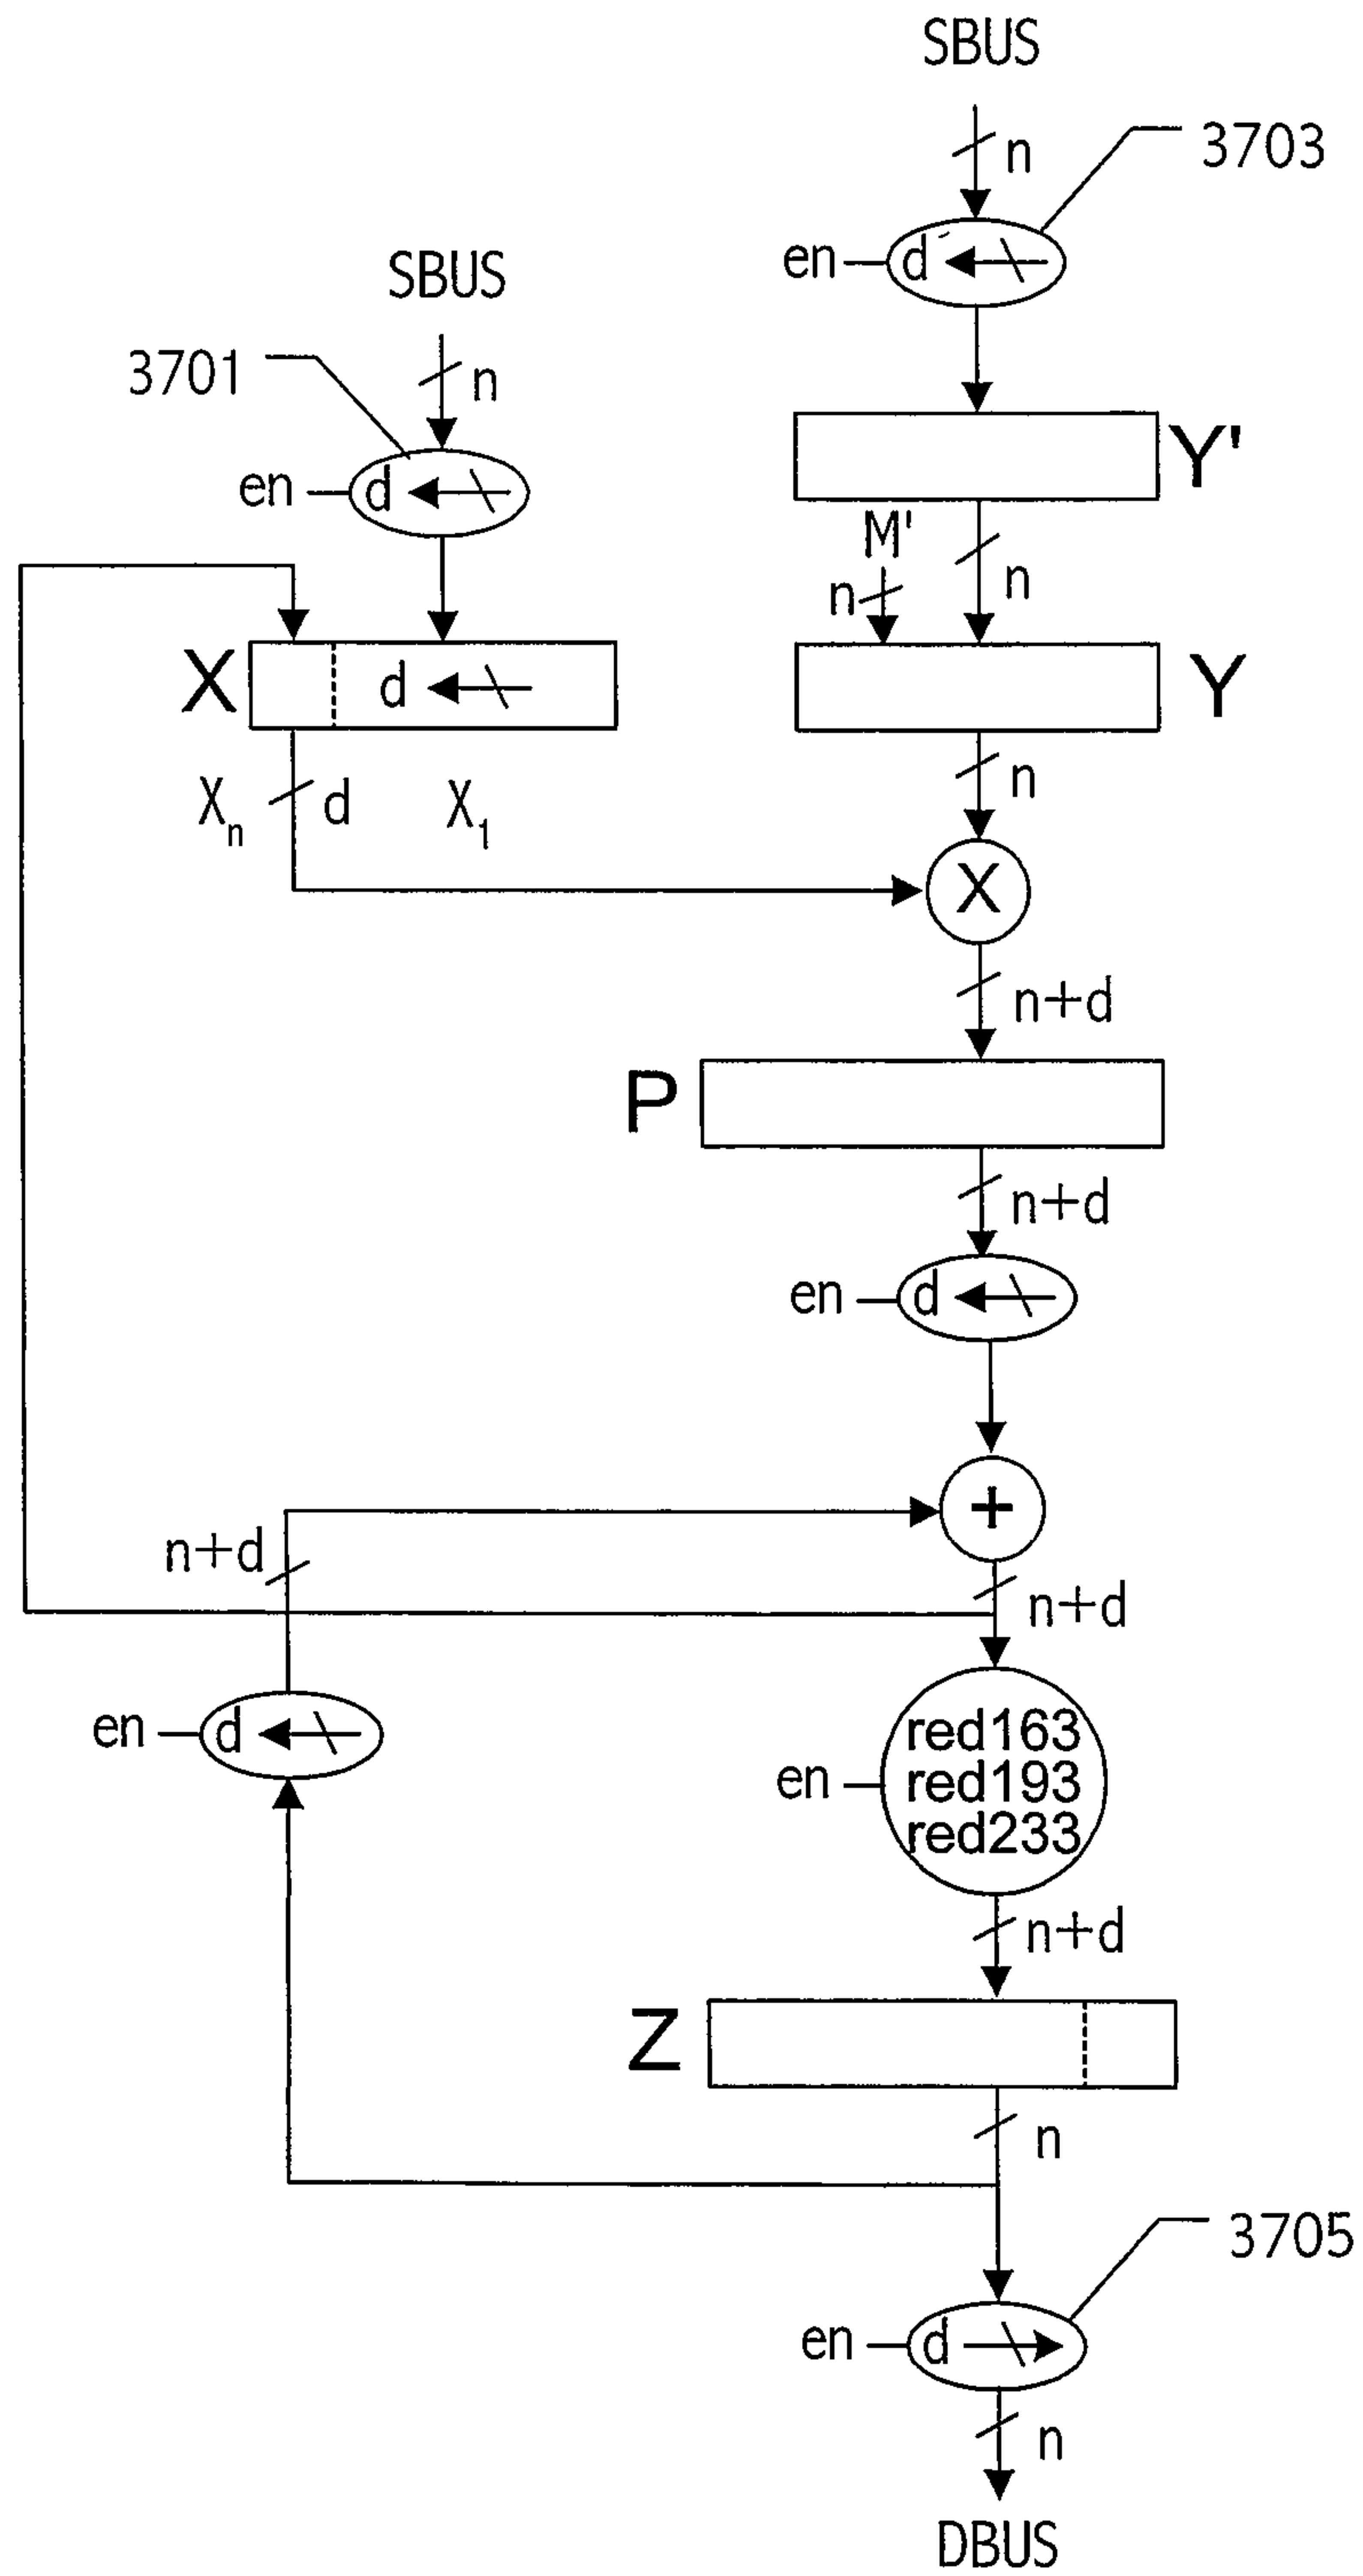 SBUS
n
3703
en
d
SBUS
3701
n
en
d
Y'
M'
n
n
X
d
Y
Xn
d
X1
n
X
n+d
P
n+d
en
d
+
n+d
n+d
en
d
red163
red193
red233
en
n+d
Z
n
3705
en
d
n
DBUS